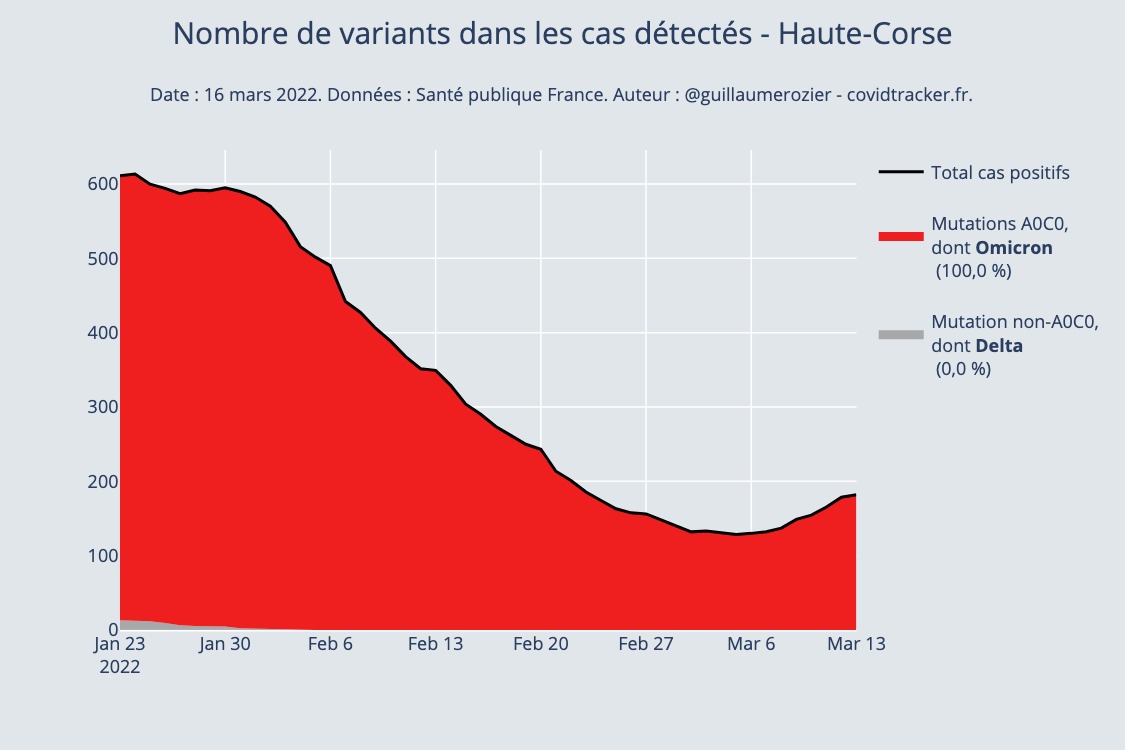 Nombre de variants dans les cas détectés - Haute-Corse
Date : 16 mars 2022. Données : Santé publique France. Auteur : @guillaumerozier - covidtracker.fr.
600
500
400
300
200
100
0
Jan 23
2022
Jan 30
Feb 6
Feb 13
Feb 20
Feb 27
Mar 6
Mar 13
Total cas positifs
Mutations A0C0,
dont Omicron
(100,0 %)
Mutation non-A0C0,
dont Delta
(0,0 %)